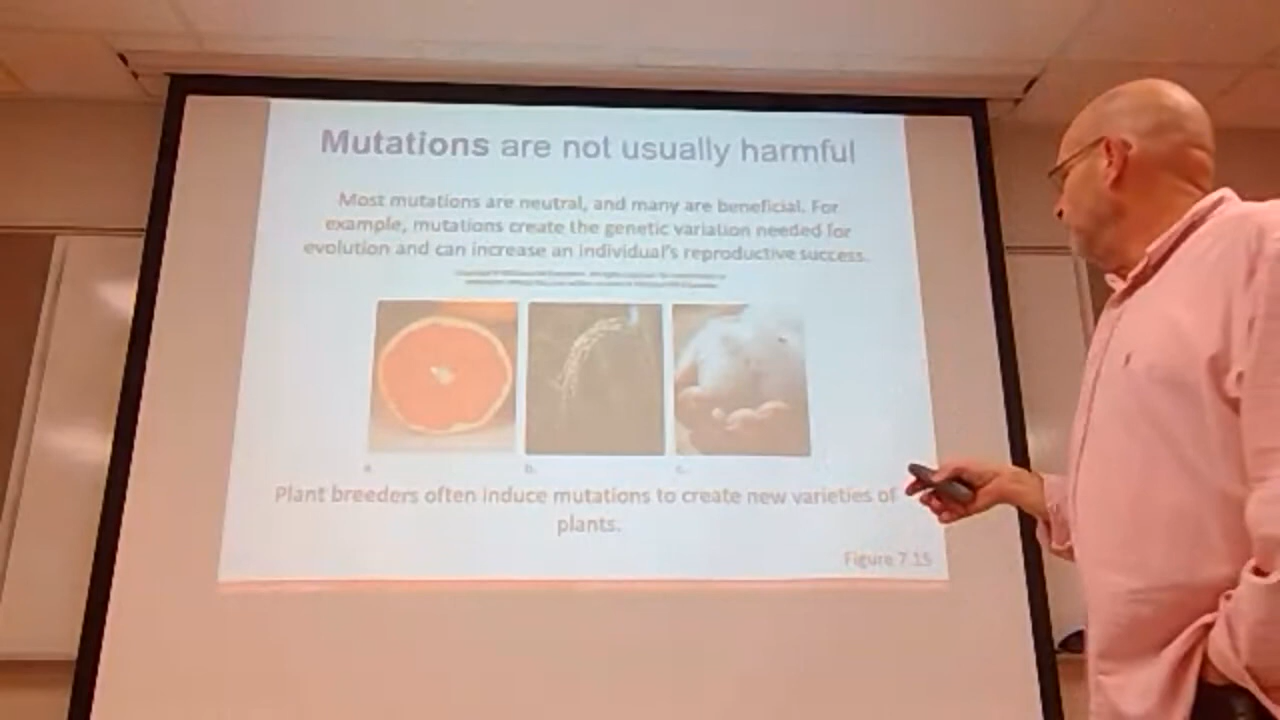 Mutations are not usually harmful
Most mutations are neutral, and many are beneficial. For
example, mutations create the genetic variation needed for
evolution and can increase an individual's reproductive success.
a.
b.
c.
Plant breeders often induce mutations to create new varieties of
plants.
Figure 7.15